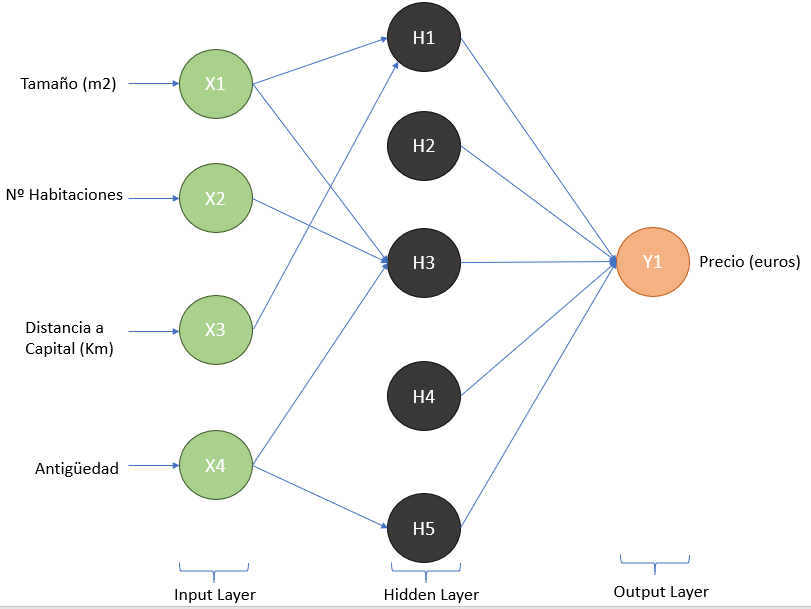 Tamaño (m2)
X1
Nº Habitaciones
X2
Distancia a
Capital (Km)
X3
Antigüedad
X4
H1
H2
H3
H4
H5
Y1
Precio (euros)
Input Layer
Hidden Layer
Output Layer